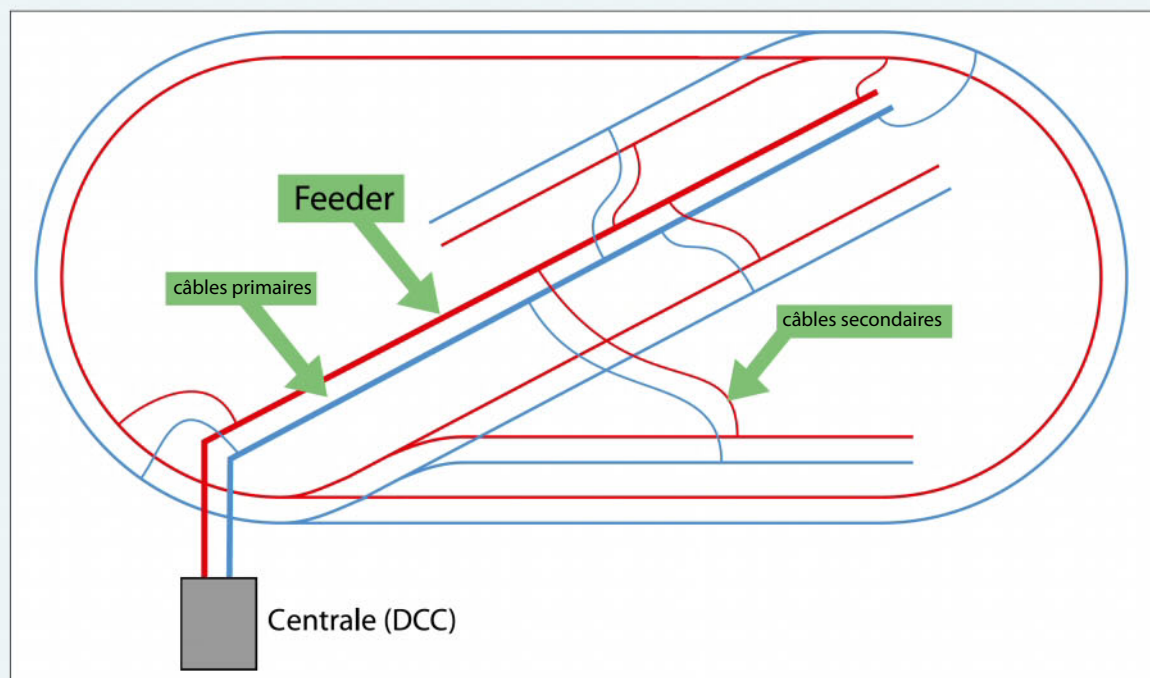 Feeder
câbles primaires
câbles secondaires
Centrale (DCC)